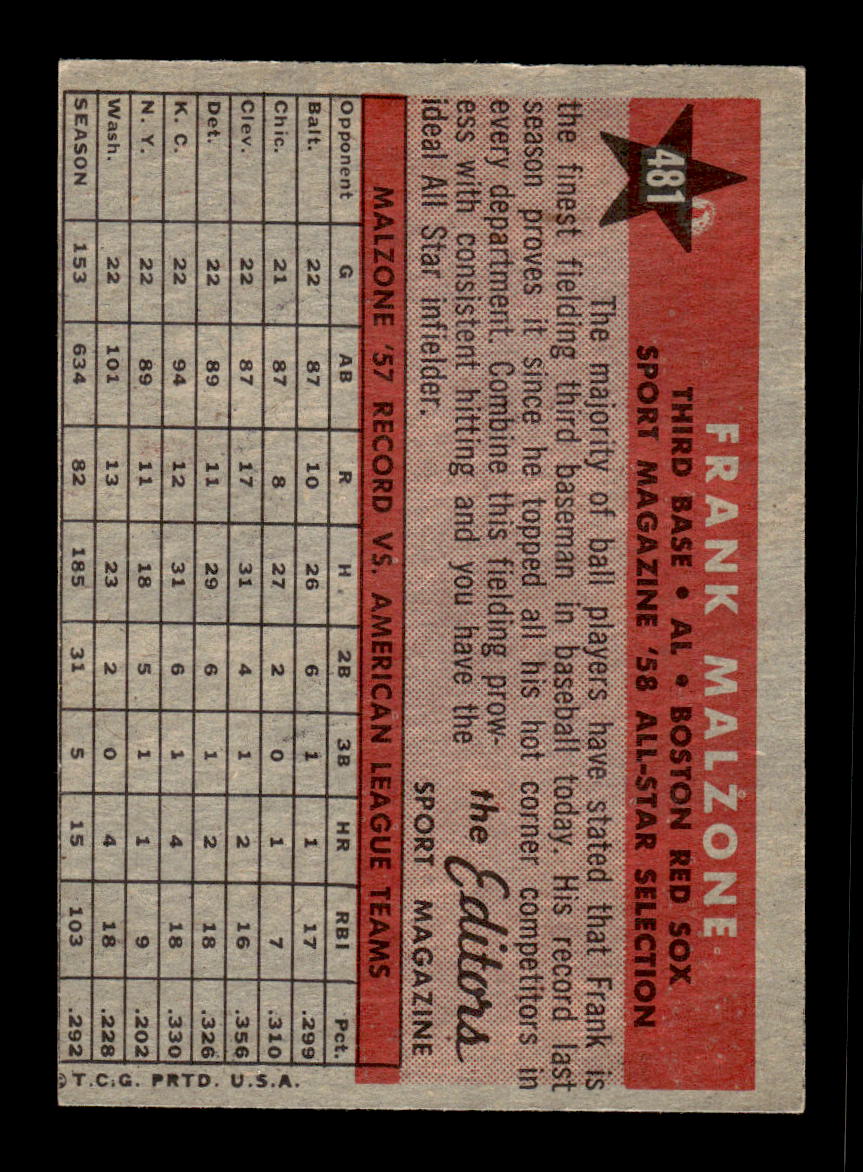 481
FRANK MALZONE
THIRD BASE • AL • BOSTON RED SOX
SPORT MAGAZINE '58 ALL-STAR SELECTION
The majority of ball players have stated that Frank is
the finest fielding third baseman in baseball today. His record last
season proves it since he topped all his hot corner competitors in
every department. Combine this fielding prow-
ess with consistent hitting and you have the
ideal All Star infielder.
the Editors
SPORT MAGAZINE
MALZONE '57 RECORD VS. AMERICAN LEAGUE TEAMS
Opponent G AB R H 2B 3B HR RBI Pct.
Balt. 22 87 10 26 6 1 1 17 .299
Chic. 21 87 8 27 2 0 1 7 .310
Clev. 22 87 17 31 4 1 2 16 .356
Det. 22 89 11 29 6 1 2 18 .326
K. C. 22 94 12 31 6 1 4 18 .330
N. Y. 22 89 11 18 5 1 1 9 .202
Wash. 22 101 13 23 2 0 4 18 .228
SEASON 153 634 82 185 31 5 15 103 .292
© T.C.G. PRTD. U.S.A.